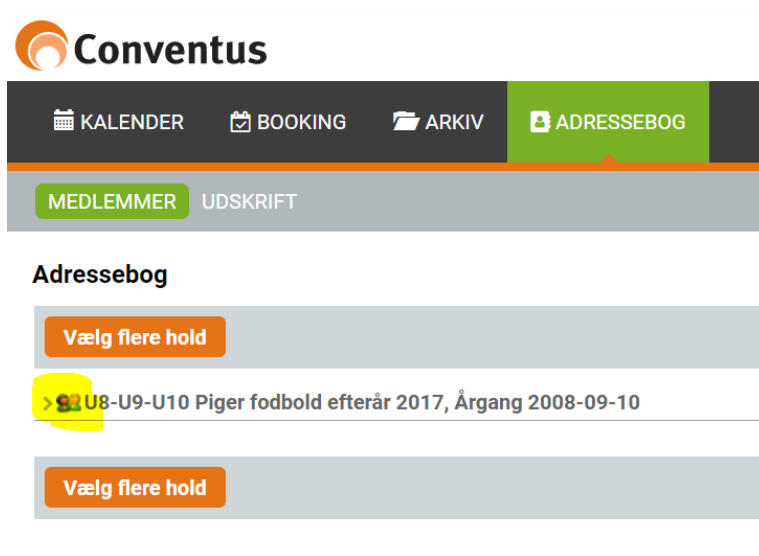 Conventus
KALENDER BOOKING ARKIV ADRESSEBOG
MEDLEMMER UDSKRIFT
Adressebog
Vælg flere hold
U8-U9-U10 Piger fodbold efterår 2017, Årgang 2008-09-10
Vælg flere hold